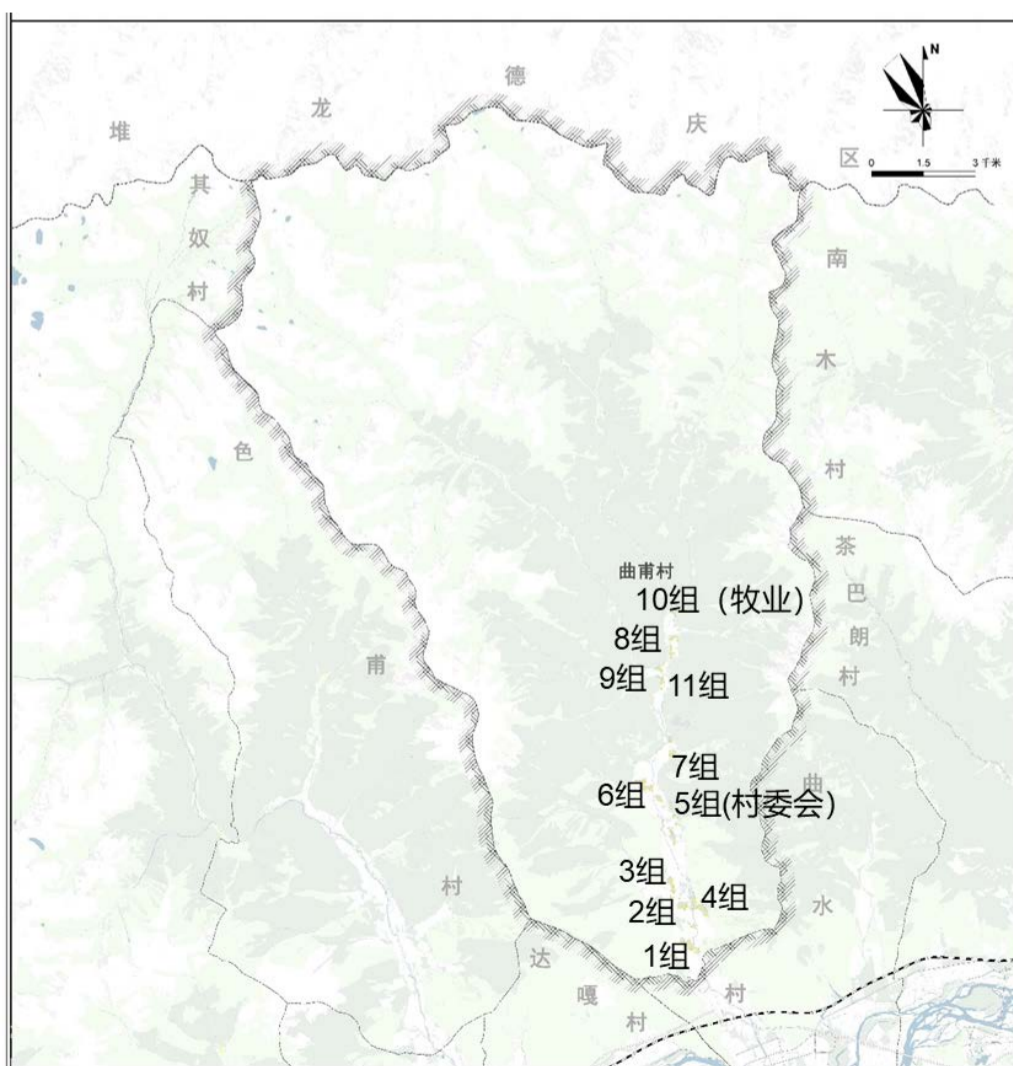 N
堆龙德庆区
0 1.5 3 千米
其奴村
南木村
色甫村
茶巴朗村
曲甫村
10组（牧业）
8组
9组
11组
7组
6组
5组(村委会）
3组
2组
4组
1组
曲水村
达嘎村